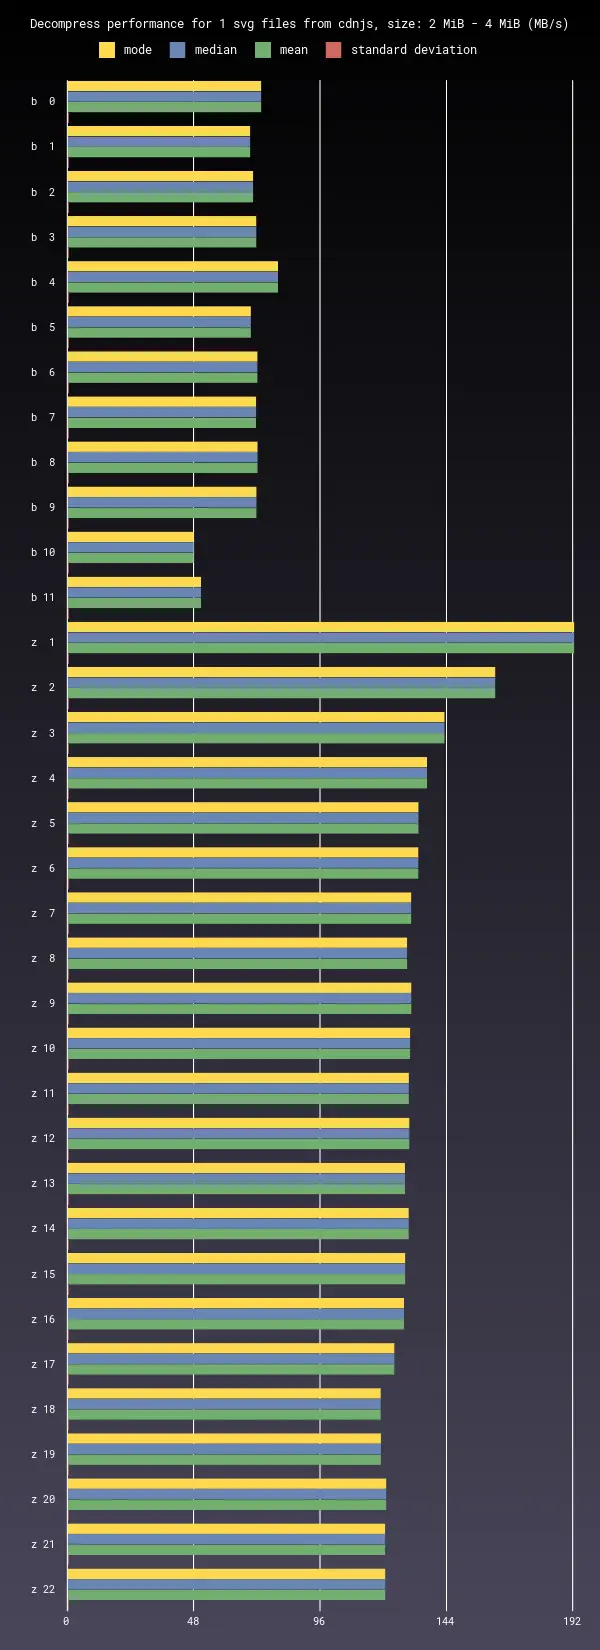 Decompress performance for 1 svg files from cdnjs, size: 2 MiB - 4 MiB (MB/s)
mode median mean standard deviation
b 0
b 1
b 2
b 3
b 4
b 5
b 6
b 7
b 8
b 9
b 10
b 11
z 1
z 2
z 3
z 4
z 5
z 6
z 7
z 8
z 9
z 10
z 11
z 12
z 13
z 14
z 15
z 16
z 17
z 18
z 19
z 20
z 21
z 22
0 48 96 144 192